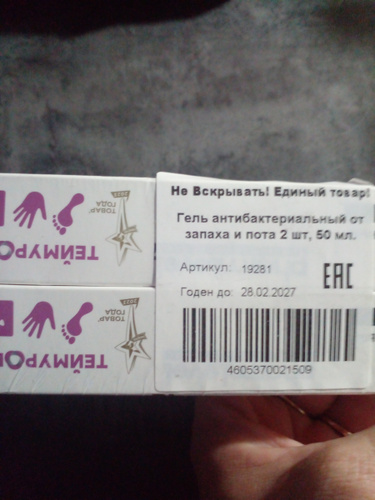 Не Вскрывать! Единый товар!
Гель антибактериальный от
запаха и пота 2 шт, 50 мл.
Артикул: 19281
Годен до: 28.02.2027
EAC
4605370021509
ТЕЙМУРО
ТОВАР
ГОДА
ТЕЙМУРО
ТОВАР
ГОДА